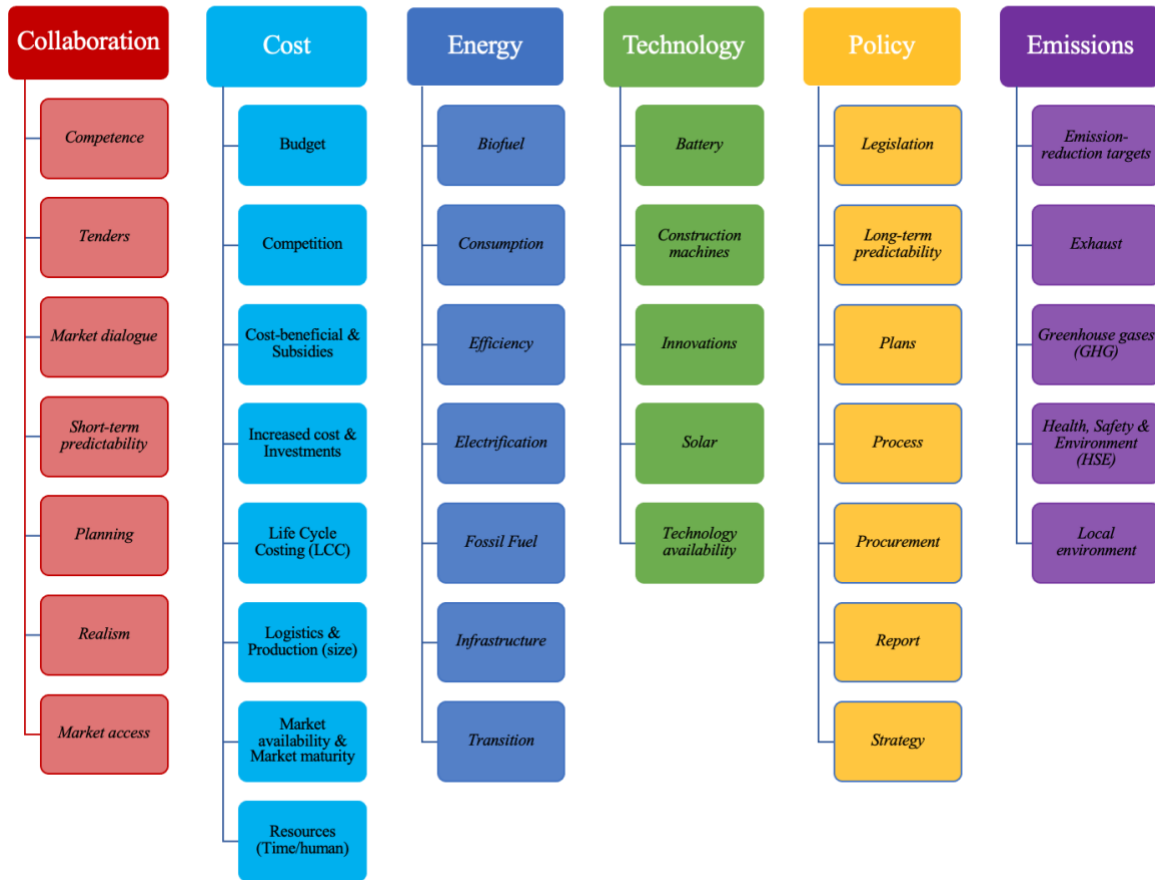 Collaboration
Competence
Tenders
Market dialogue
Short-term
predictability
Planning
Realism
Market access
Cost
Budget
Competition
Cost-beneficial &
Subsidies
Increased cost &
Investments
Life Cycle
Costing (LCC)
Logistics &
Production (size)
Market
availability &
Market maturity
Resources
(Time/human)
Energy
Biofuel
Consumption
Efficiency
Electrification
Fossil Fuel
Infrastructure
Transition
Technology
Battery
Construction
machines
Innovations
Solar
Technology
availability
Policy
Legislation
Long-term
predictability
Plans
Process
Procurement
Report
Strategy
Emissions
Emission-
reduction targets
Exhaust
Greenhouse gases
(GHG)
Health, Safety &
Environment
(HSE)
Local
environment